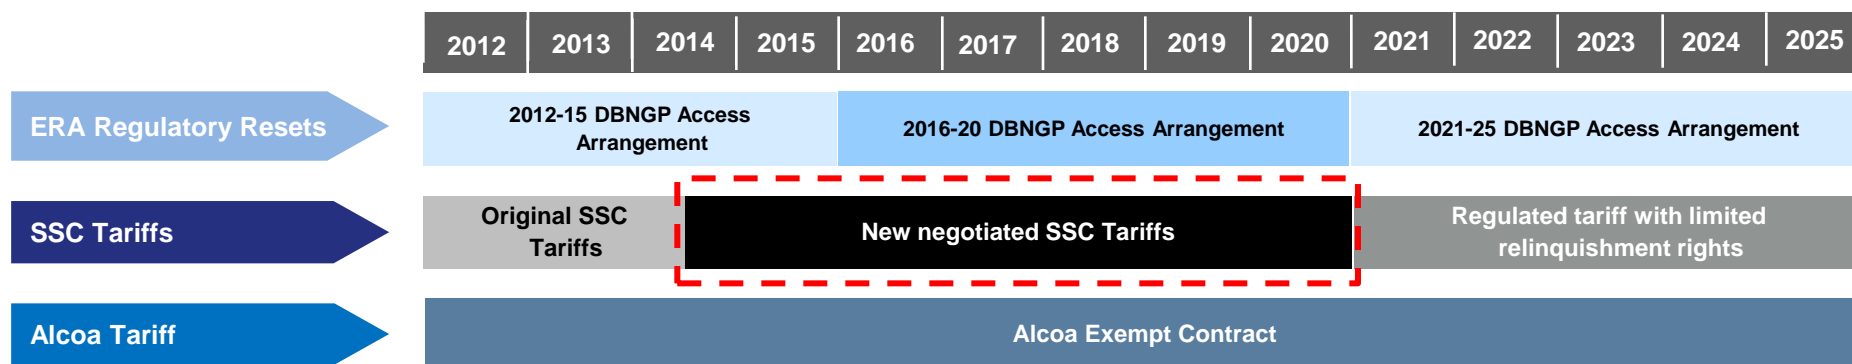 2012 2013 2014 2015 2016 2017 2018 2019 2020 2021 2022 2023 2024 2025
ERA Regulatory Resets
2012-15 DBNGP Access
Arrangement
2016-20 DBNGP Access Arrangement
2021-25 DBNGP Access Arrangement
SSC Tariffs
Original SSC
Tariffs
New negotiated SSC Tariffs
Regulated tariff with limited
relinquishment rights
Alcoa Tariff
Alcoa Exempt Contract